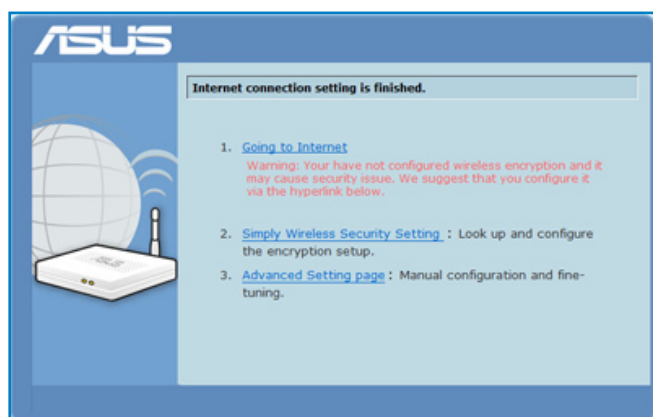 ASUS
Internet connection setting is finished.
1. Going to Internet
Warning: Your have not configured wireless encryption and it
may cause security issue. We suggest that you configure it
via the hyperlink below.
2. Simply Wireless Security Setting : Look up and configure
the encryption setup.
3. Advanced Setting page : Manual configuration and fine-
tuning.
ASUS